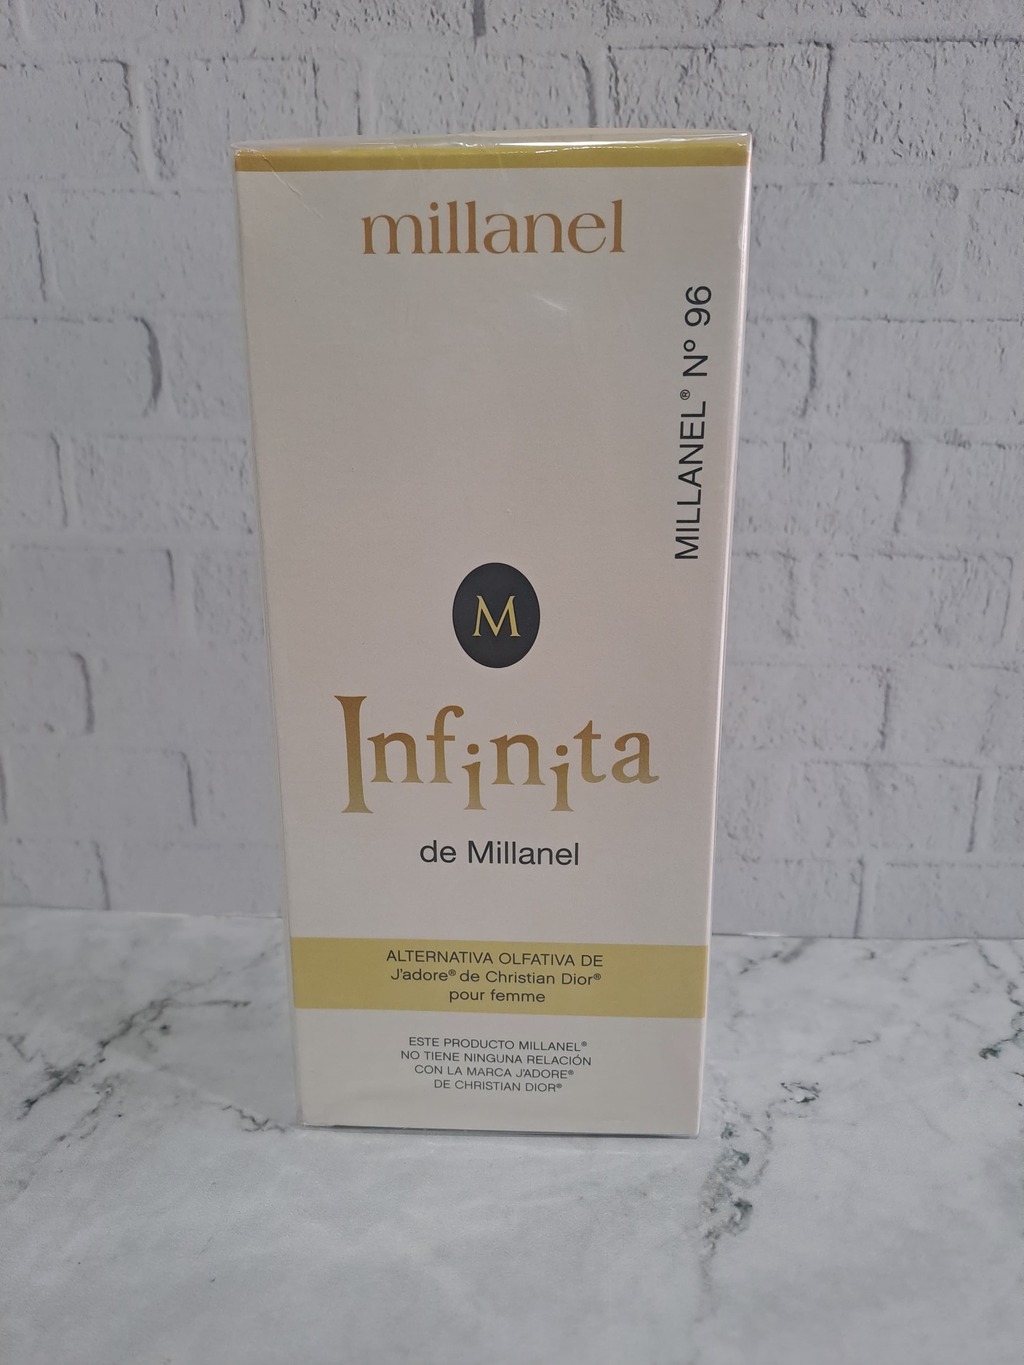 millanel
MILLANEL® N° 96
M
Infinita
de Millanel
ALTERNATIVA OLFATIVA DE
J'adore® de Christian Dior®
pour femme
ESTE PRODUCTO MILLANEL®
NO TIENE NINGUNA RELACIÓN
CON LA MARCA J'ADORE®
DE CHRISTIAN DIOR®